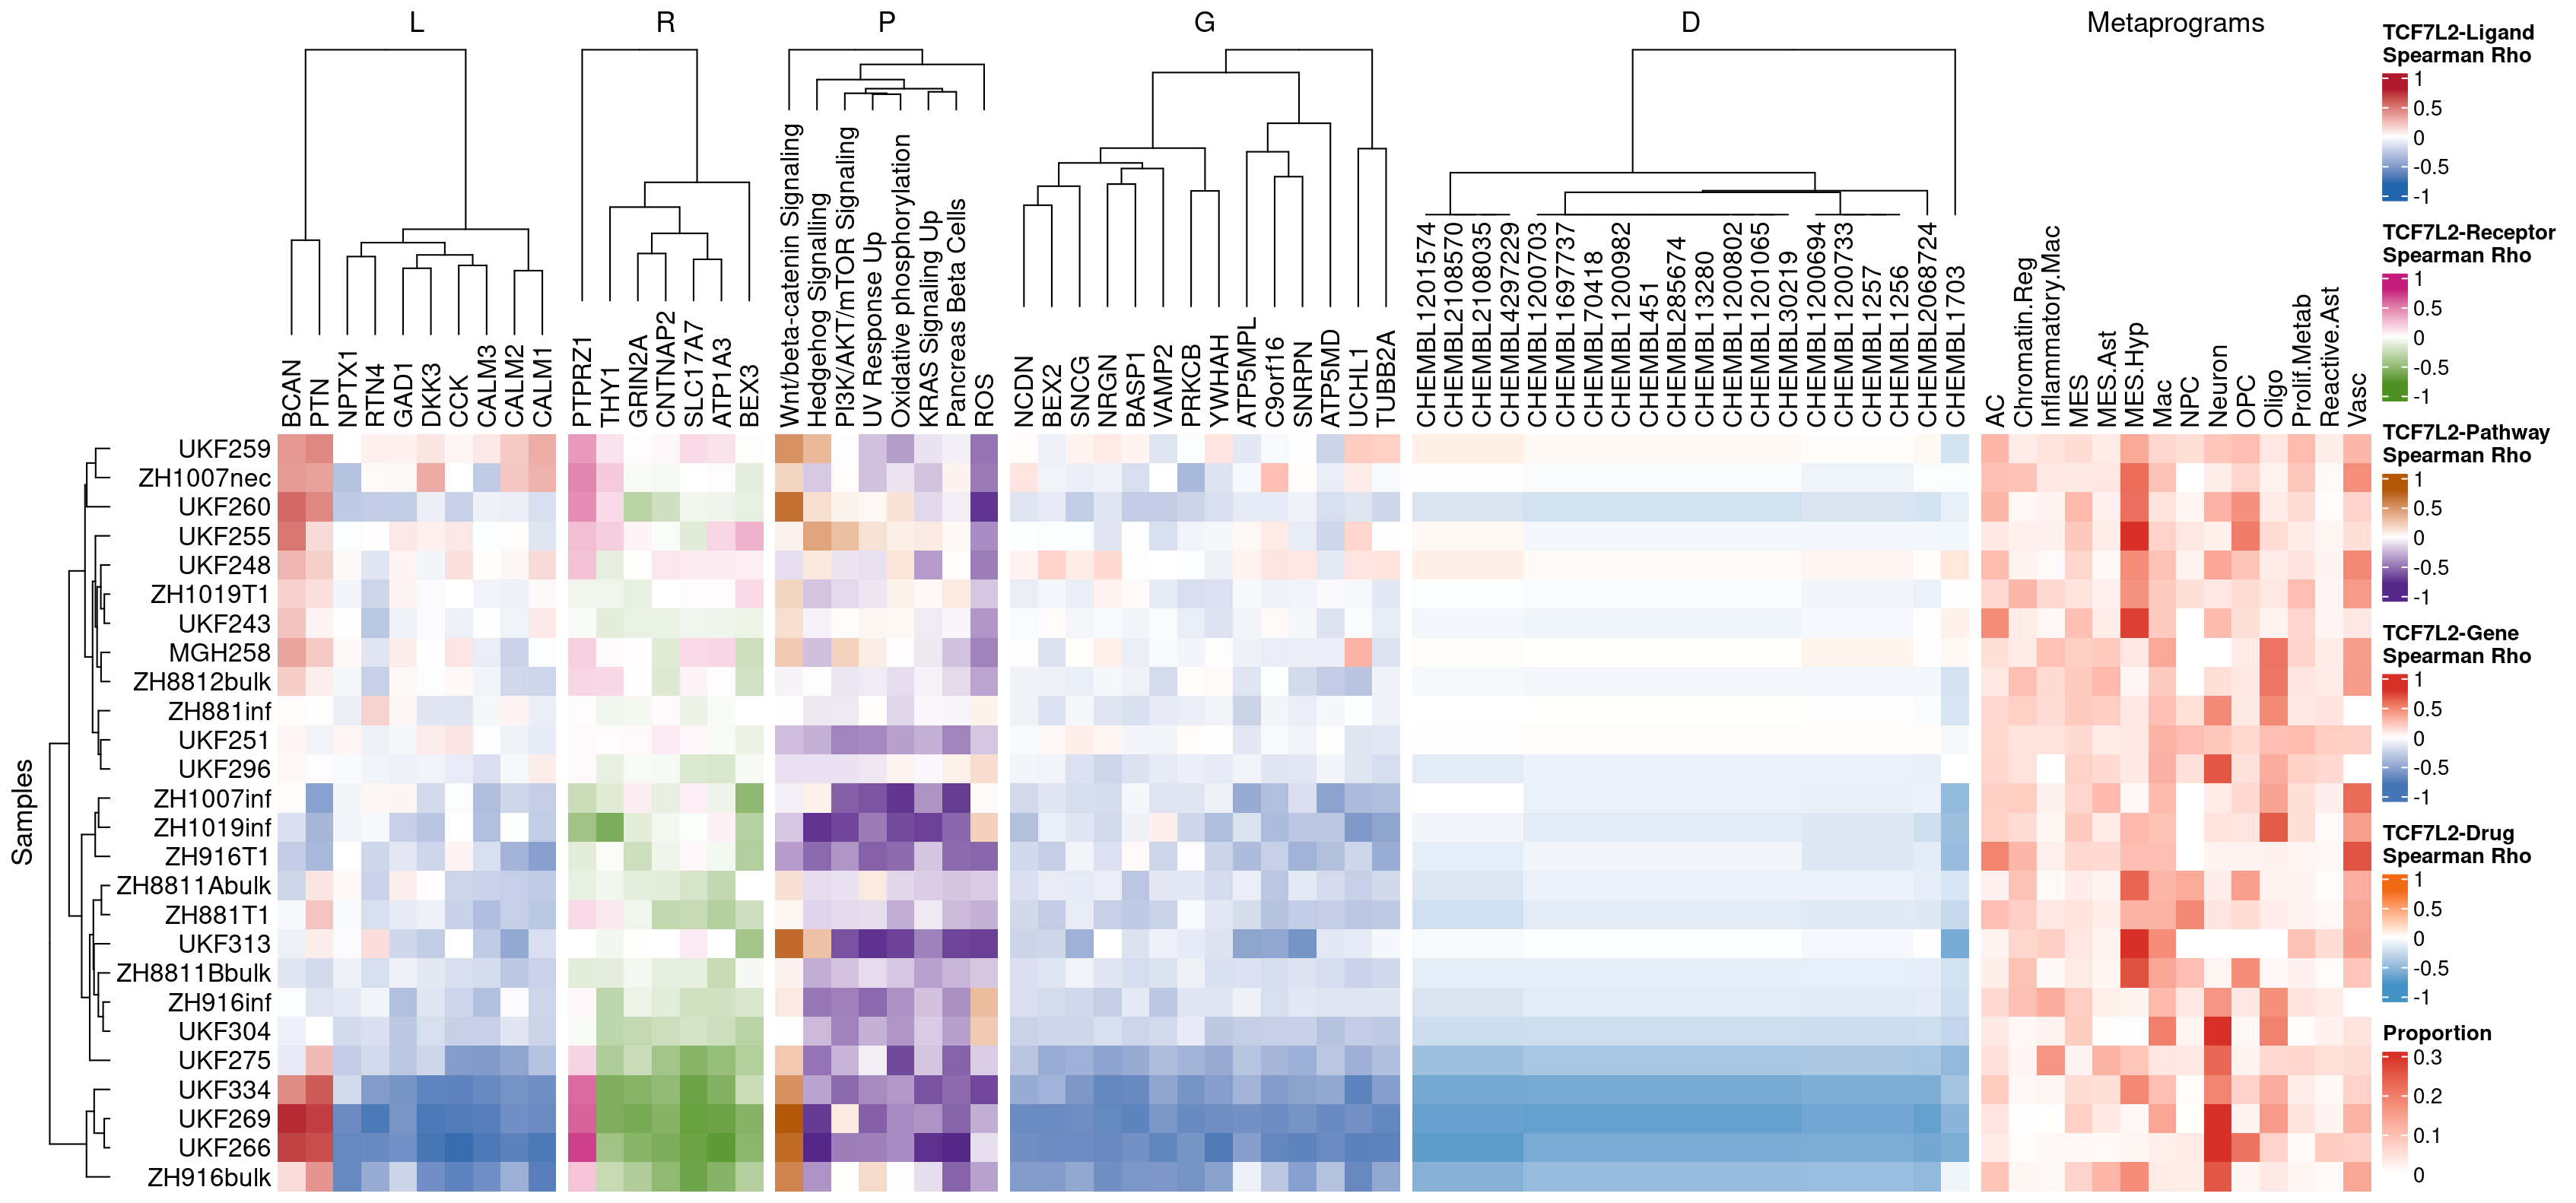 L
R
P
G
D
Metaprograms
BCAN
PTN
NPTX1
RTN4
GAD1
DKK3
CCK
CALM3
CALM2
CALM1
PTPRZ1
THY1
GRIN2A
CNTNAP2
SLC17A7
ATP1A3
BEX3
Wnt/beta-catenin Signaling
Hedgehog Signalling
PI3K/AKT/mTOR Signaling
UV Response Up
Oxidative phosphorylation
KRAS Signaling Up
Pancreas Beta Cells
ROS
NCDN
BEX2
SNCG
NRGN
BASP1
VAMP2
PRKCB
YWHAH
ATP5MPL
C9orf16
SNRPN
ATP5MD
UCHL1
TUBB2A
CHEMBL1201574
CHEMBL2108570
CHEMBL2108035
CHEMBL4297229
CHEMBL1200703
CHEMBL1697737
CHEMBL70418
CHEMBL1200982
CHEMBL451
CHEMBL285674
CHEMBL13280
CHEMBL1200802
CHEMBL1201065
CHEMBL30219
CHEMBL1200694
CHEMBL1200733
CHEMBL1257
CHEMBL1256
CHEMBL2068724
CHEMBL1703
AC
Chromatin.Reg
Inflammatory.Mac
MES
MES.Ast
MES.Hyp
Mac
NPC
Neuron
OPC
Oligo
Prolif.Metab
Reactive.Ast
Vasc
Samples
UKF259
ZH1007nec
UKF260
UKF255
UKF248
ZH1019T1
UKF243
MGH258
ZH8812bulk
ZH881inf
UKF251
UKF296
ZH1007inf
ZH1019inf
ZH916T1
ZH8811Abulk
ZH881T1
UKF313
ZH8811Bbulk
ZH916inf
UKF304
UKF275
UKF334
UKF269
UKF266
ZH916bulk
TCF7L2-Ligand
Spearman Rho
1
0.5
0
-0.5
-1
TCF7L2-Receptor
Spearman Rho
1
0.5
0
-0.5
-1
TCF7L2-Pathway
Spearman Rho
1
0.5
0
-0.5
-1
TCF7L2-Gene
Spearman Rho
1
0.5
0
-0.5
-1
TCF7L2-Drug
Spearman Rho
1
0.5
0
-0.5
-1
Proportion
0.3
0.2
0.1
0